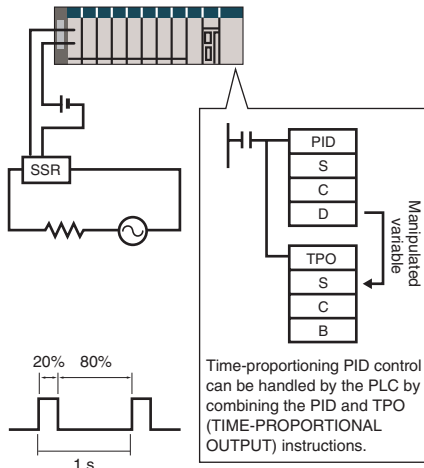 SSR
PID
S
C
D
Manipulated
variable
TPO
S
C
B
Time-proportioning PID control
can be handled by the PLC by
combining the PID and TPO
(TIME-PROPORTIONAL
OUTPUT) instructions.
20% 80%
1 s